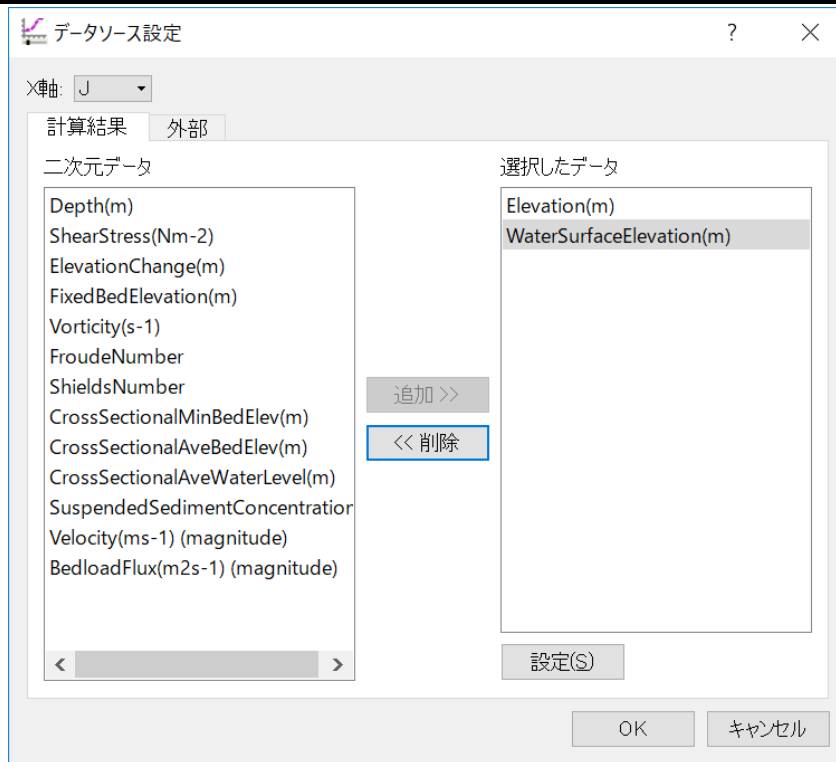 データソース設定
?
X軸: J
計算結果 外部
二次元データ
Depth(m)
ShearStress(Nm-2)
ElevationChange(m)
FixedBedElevation(m)
Vorticity(s-1)
FroudeNumber
ShieldsNumber
CrossSectionalMinBedElev(m)
CrossSectionalAveBedElev(m)
CrossSectionalAveWaterLevel(m)
SuspendedSedimentConcentration
Velocity(ms-1) (magnitude)
BedloadFlux(m2s-1) (magnitude)
追加 >>
<< 削除
選択したデータ
Elevation(m)
WaterSurfaceElevation(m)
設定(S)
OK キャンセル